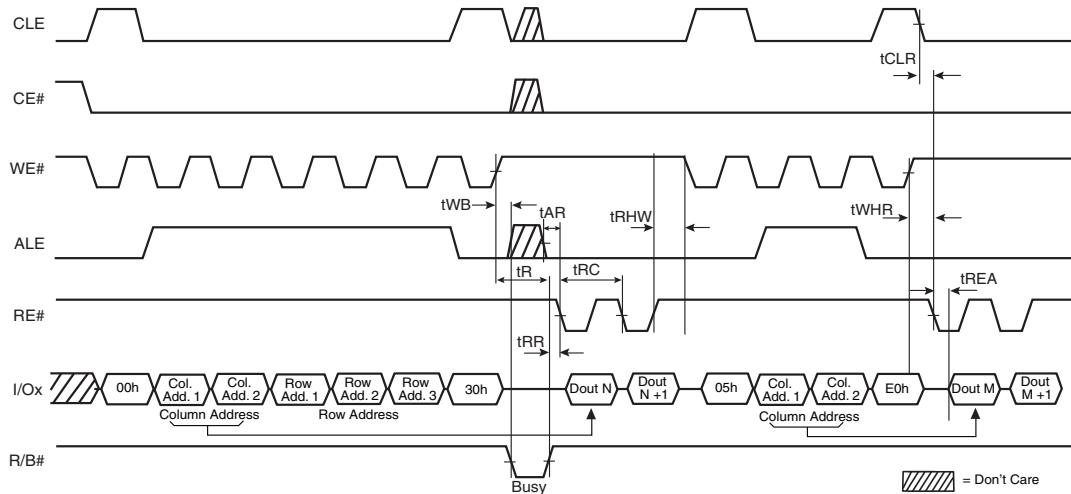 CLE
tCLR
CE#
WE#
tWB
tAR
tRHW
tWHR
ALE
tR
tRC
tREA
RE#
tRR
I/Ox
00h
Col. Add. 1
Col. Add. 2
Row Add. 1
Row Add. 2
Row Add. 3
30h
Dout N
Dout N +1
05h
Col. Add. 1
Col. Add. 2
E0h
Dout M
Dout M +1
Column Address
Row Address
Column Address
R/B#
Busy
= Don't Care